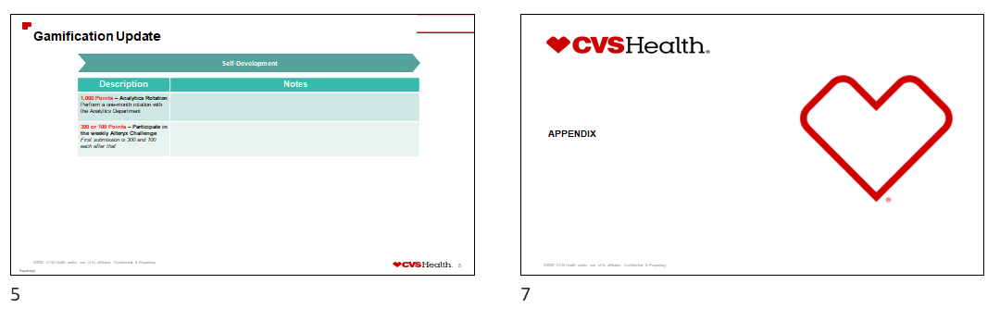 Gamification Update
Self-Development
Description
Notes
1,000 Points – Analytics Rotation
Perform a one-month rotation with
the Analytics Department
300 or 100 Points – Participate in
the weekly Alteryx Challenge
First submission is 300 and 100
each after that
CVS Health and/or one of its affiliates. Confidential & Proprietary
Proprietary
CVSHealth.
5
5
CVSHealth®
APPENDIX
CVS Health and/or one of its affiliates. Confidential & Proprietary
7